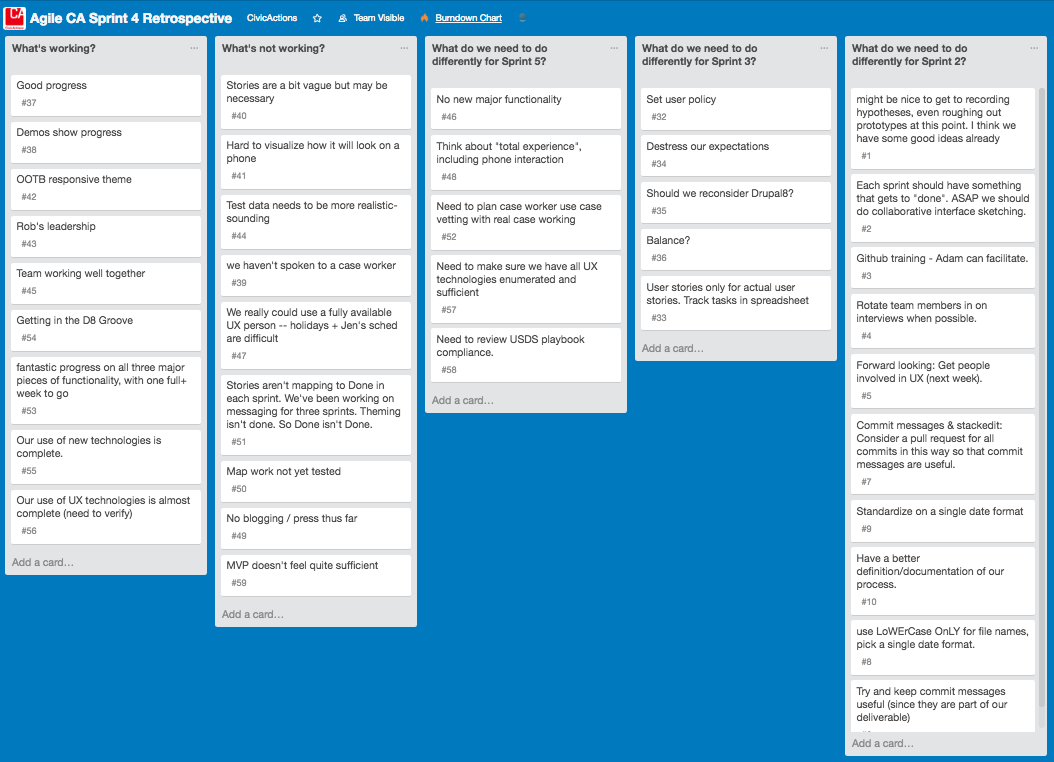 CA
Agile CA Sprint 4 Retrospective
CivicActions
Team Visible
Burndown Chart
What's working?
Good progress
#37
Demos show progress
#38
OOTB responsive theme
#42
Rob's leadership
#43
Team working well together
#45
Getting in the D8 Groove
#54
fantastic progress on all three major
pieces of functionality, with one full+
week to go
#53
Our use of new technologies is
complete.
#55
Our use of UX technologies is almost
complete (need to verify)
#56
Add a card…
What's not working?
Stories are a bit vague but may be
necessary
#40
Hard to visualize how it will look on a
phone
#41
Test data needs to be more realistic-
sounding
#44
we haven't spoken to a case worker
#39
We really could use a fully available
UX person -- holidays + Jen's sched
are difficult
#47
Stories aren't mapping to Done in
each sprint. We've been working on
messaging for three sprints. Theming
isn't done. So Done isn't Done.
#51
Map work not yet tested
#50
No blogging / press thus far
#49
MVP doesn't feel quite sufficient
#59
Add a card…
What do we need to do
differently for Sprint 5?
No new major functionality
#46
Think about "total experience",
including phone interaction
#48
Need to plan case worker use case
vetting with real case working
#52
Need to make sure we have all UX
technologies enumerated and
sufficient
#57
Need to review USDS playbook
compliance.
#58
Add a card…
What do we need to do
differently for Sprint 3?
Set user policy
#32
Destress our expectations
#34
Should we reconsider Drupal8?
#35
Balance?
#36
User stories only for actual user
stories. Track tasks in spreadsheet
#33
Add a card…
What do we need to do
differently for Sprint 2?
might be nice to get to recording
hypotheses, even roughing out
prototypes at this point. I think we
have some good ideas already
#1
Each sprint should have something
that gets to "done". ASAP we should
do collaborative interface sketching.
#2
Github training - Adam can facilitate.
#3
Rotate team members in on
interviews when possible.
#4
Forward looking: Get people
involved in UX (next week).
#5
Commit messages & stackedit:
Consider a pull request for all
commits in this way so that commit
messages are useful.
#7
Standardize on a single date format
#9
Have a better
definition/documentation of our
process.
#10
use LoWErCase OnLY for file names,
pick a single date format.
#8
Try and keep commit messages
useful (since they are part of our
deliverable)
Add a card…